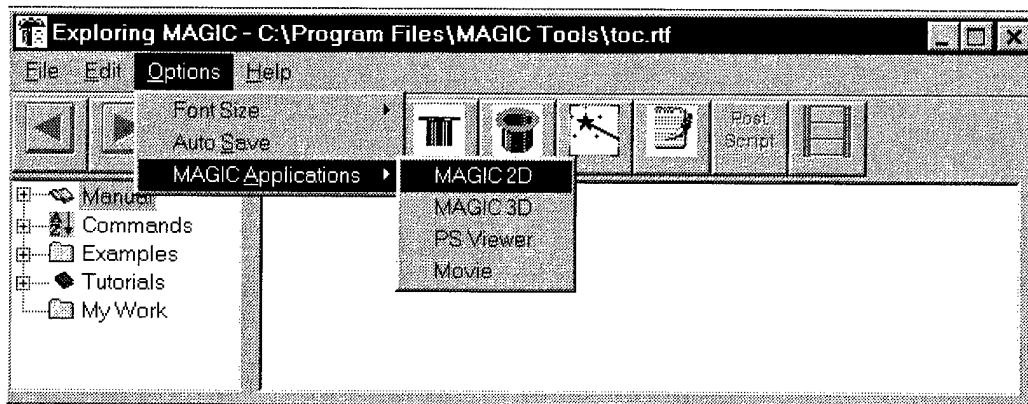 Exploring MAGIC - C:\Program Files\MAGIC Tools\toc.rtf
File Edit Options Help
Font Size
Auto Save
MAGIC Applications
MAGIC 2D
MAGIC 3D
PS Viewer
Movie
Post
Script
Manual
Commands
Examples
Tutorials
My Work